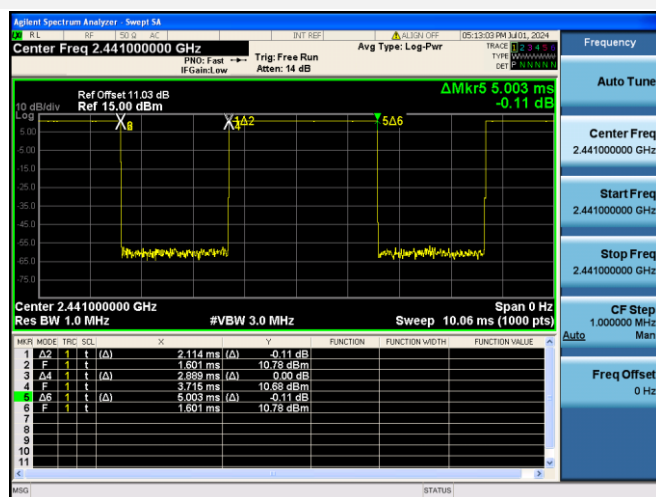 Agilent Spectrum Analyzer - Swept SA
RL RF 50 Ω AC INT REF ALIGN OFF 05:13:03 PM Jul 01, 2024
Center Freq 2.441000000 GHz
PNO: Fast
IFGain:Low
Trig: Free Run
Atten: 14 dB
Avg Type: Log-Pwr
TRACE 1 2 3 4 5 6
TYPE W
DET P N N N N N
Ref Offset 11.03 dB
Ref 15.00 dBm
10 dB/div
Log
ΔMkr5 5.003 ms
-0.11 dB
5.00
-5.00
-15.0
-25.0
-35.0
-45.0
-55.0
-65.0
-75.0
1Δ2
5Δ6
Center 2.441000000 GHz
Span 0 Hz
Res BW 1.0 MHz
#VBW 3.0 MHz
Sweep 10.06 ms (1000 pts)
MKR MODE TRC SCL X Y FUNCTION FUNCTION WIDTH FUNCTION VALUE
1 Δ2 1 t (Δ) 2.114 ms (Δ) -0.11 dB
2 F 1 t 1.601 ms 10.78 dBm
3 Δ4 1 t (Δ) 2.889 ms (Δ) 0.00 dB
4 F 1 t 3.715 ms 10.68 dBm
5 Δ6 1 t (Δ) 5.003 ms (Δ) -0.11 dB
6 F 1 t 1.601 ms 10.78 dBm
7
8
9
10
11
MSG
STATUS
Frequency
Auto Tune
Center Freq
2.441000000 GHz
Start Freq
2.441000000 GHz
Stop Freq
2.441000000 GHz
CF Step
1.000000 MHz
Auto Man
Freq Offset
0 Hz